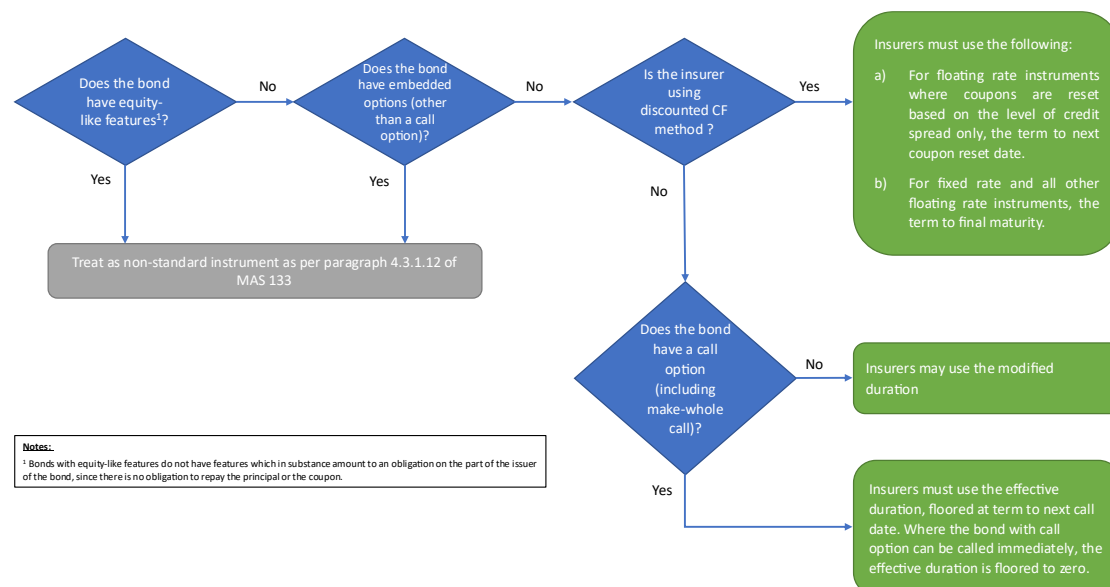 Does the bond
have equity-
like features¹?
No
Does the bond
have embedded
options (other
than a call
option)?
No
Is the insurer
using
discounted CF
method ?
Yes
Insurers must use the following:
a) For floating rate instruments
where coupons are reset
based on the level of credit
spread only, the term to next
coupon reset date.
b) For fixed rate and all other
floating rate instruments, the
term to final maturity.
Yes
Yes
No
Treat as non-standard instrument as per paragraph 4.3.1.12 of
MAS 133
Does the bond
have a call
option
(including
make-whole
call)?
No
Insurers may use the modified
duration
Notes:
¹ Bonds with equity-like features do not have features which in substance amount to an obligation on the part of the issuer
of the bond, since there is no obligation to repay the principal or the coupon.
Yes
Insurers must use the effective
duration, floored at term to next call
date. Where the bond with call
option can be called immediately, the
effective duration is floored to zero.